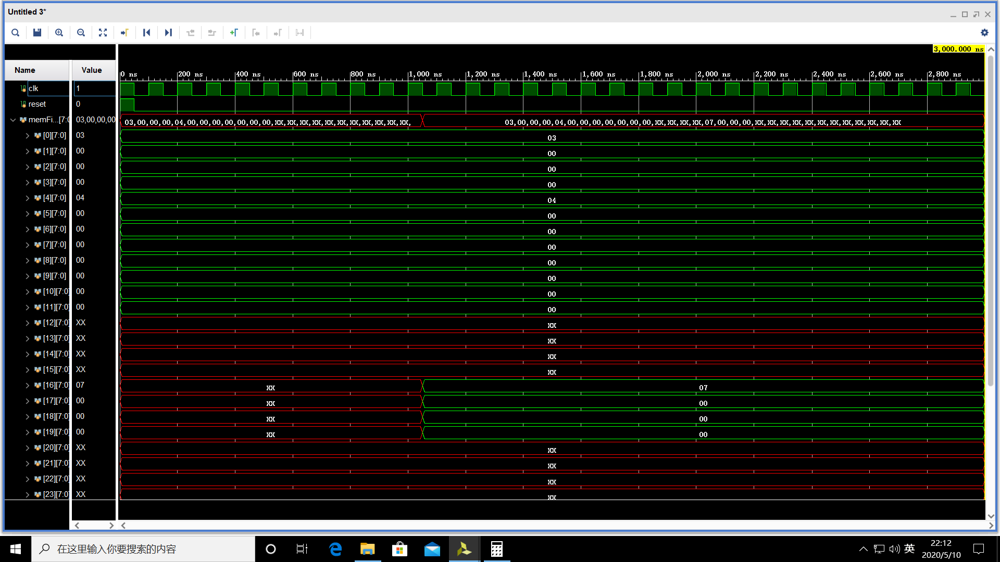 Untitled 3*
3,000.000 ns
Name Value
0 ns 200 ns 400 ns 600 ns 800 ns 1,000 ns 1,200 ns 1,400 ns 1,600 ns 1,800 ns 2,000 ns 2,200 ns 2,400 ns 2,600 ns 2,800 ns
clk 1
reset 0
memFi...[7:0 03,00,00,00 03,00,00,00,04,00,00,00,00,00,00,00,XX,XX,XX,XX,XX,XX,XX,XX,XX,XX,XX, 03,00,00,00,04,00,00,00,00,00,00,00,XX,XX,XX,XX,07,00,00,00,XX,XX,XX,XX,XX,XX,XX,XX,XX,XX,XX,XX
[0][7:0] 03 03
[1][7:0] 00 00
[2][7:0] 00 00
[3][7:0] 00 00
[4][7:0] 04 04
[5][7:0] 00 00
[6][7:0] 00 00
[7][7:0] 00 00
[8][7:0] 00 00
[9][7:0] 00 00
[10][7:0] 00 00
[11][7:0] 00 00
[12][7:0] XX XX
[13][7:0] XX XX
[14][7:0] XX XX
[15][7:0] XX XX
[16][7:0] 07 XX 07
[17][7:0] 00 XX 00
[18][7:0] 00 XX 00
[19][7:0] 00 XX 00
[20][7:0] XX XX
[21][7:0] XX XX
[22][7:0] XX XX
[23][7:0] XX XX
在这里输入你要搜索的内容
英
22:12
2020/5/10